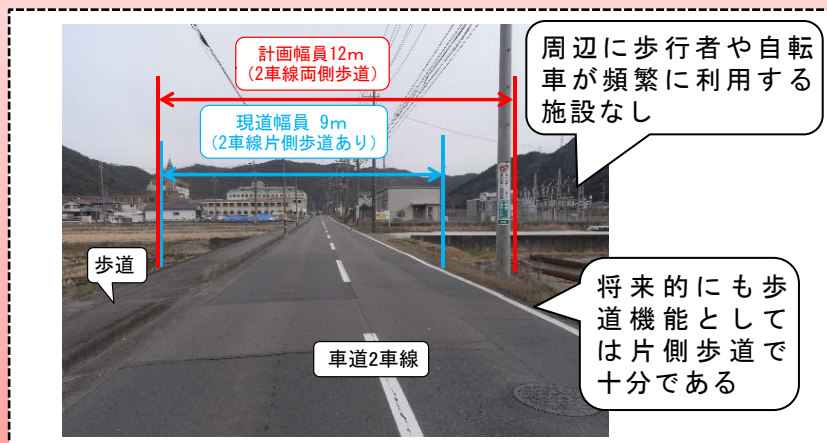 計画幅員12m
(2車線両側歩道)
現道幅員 9m
(2車線片側歩道あり)
周辺に歩行者や自転
車が頻繁に利用する
施設なし
歩道
車道2車線
将来的にも歩
道機能として
は片側歩道で
十分である